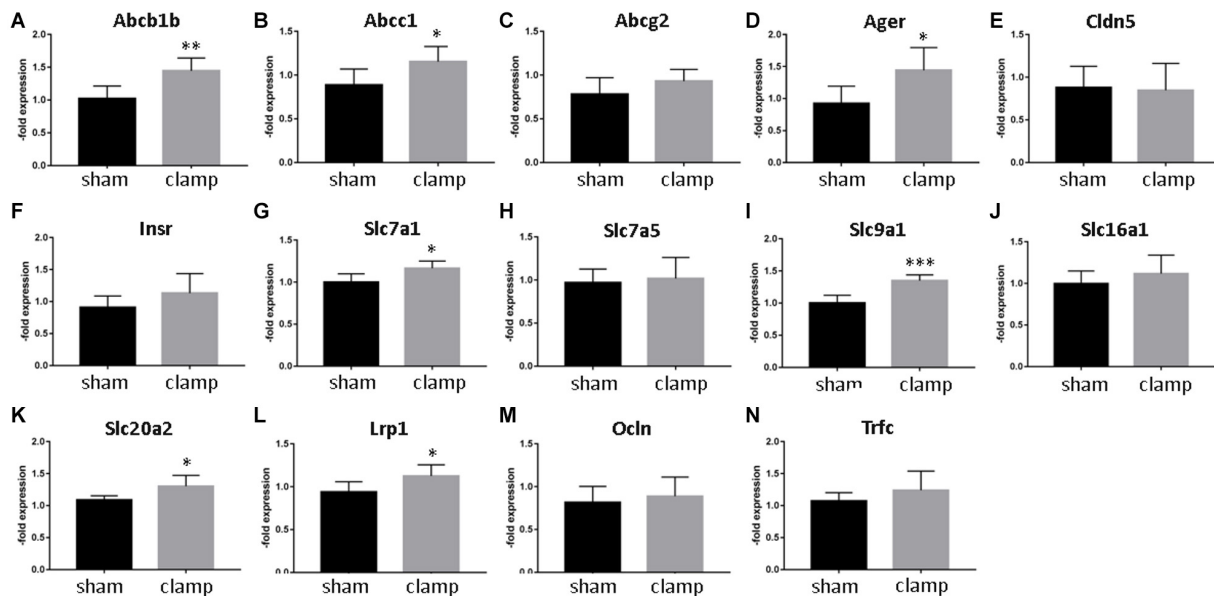 A Abcb1b
-fold expression
2.0
1.5
1.0
0.5
0.0
**
sham clamp
B Abcc1
-fold expression
1.5
1.0
0.5
0.0
*
sham clamp
C Abcg2
-fold expression
1.5
1.0
0.5
0.0
sham clamp
D Ager
-fold expression
2.0
1.5
1.0
0.5
0.0
*
sham clamp
E Cldn5
-fold expression
1.5
1.0
0.5
0.0
sham clamp
F Insr
-fold expression
2.0
1.5
1.0
0.5
0.0
sham clamp
G Slc7a1
-fold expression
1.5
1.0
0.5
0.0
*
sham clamp
H Slc7a5
-fold expression
1.5
1.0
0.5
0.0
sham clamp
I Slc9a1
-fold expression
2.0
1.5
1.0
0.5
0.0
***
sham clamp
J Slc16a1
-fold expression
1.5
1.0
0.5
0.0
sham clamp
K Slc20a2
-fold expression
2.0
1.5
1.0
0.5
0.0
*
sham clamp
L Lrp1
-fold expression
1.5
1.0
0.5
0.0
*
sham clamp
M Ocln
-fold expression
1.5
1.0
0.5
0.0
sham clamp
N Trfc
-fold expression
2.0
1.5
1.0
0.5
0.0
sham clamp